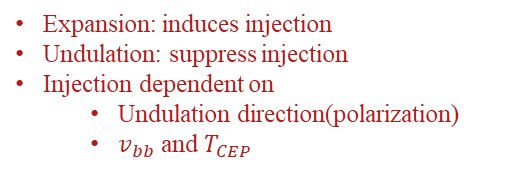 • Expansion: induces injection
• Undulation: suppress injection
• Injection dependent on
• Undulation direction(polarization)
• v_bb and T_CEP